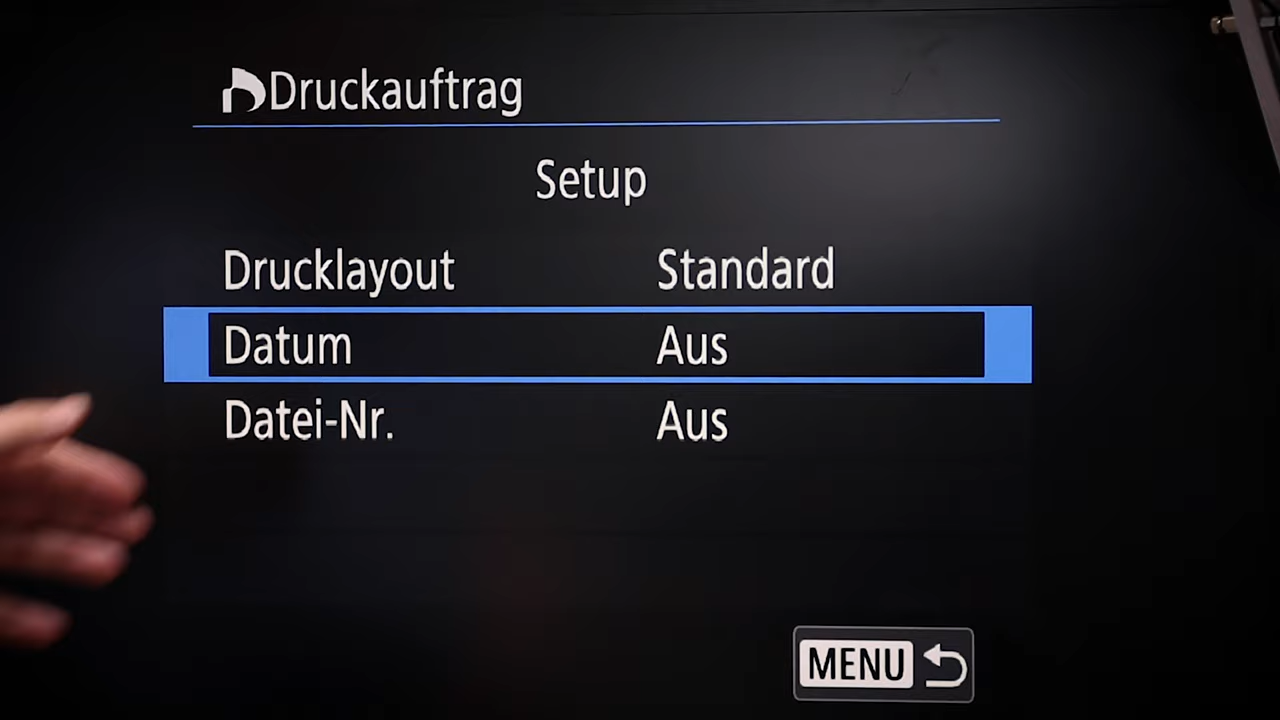 Druckauftrag
Setup
Drucklayout Standard
Datum Aus
Datei-Nr. Aus
MENU